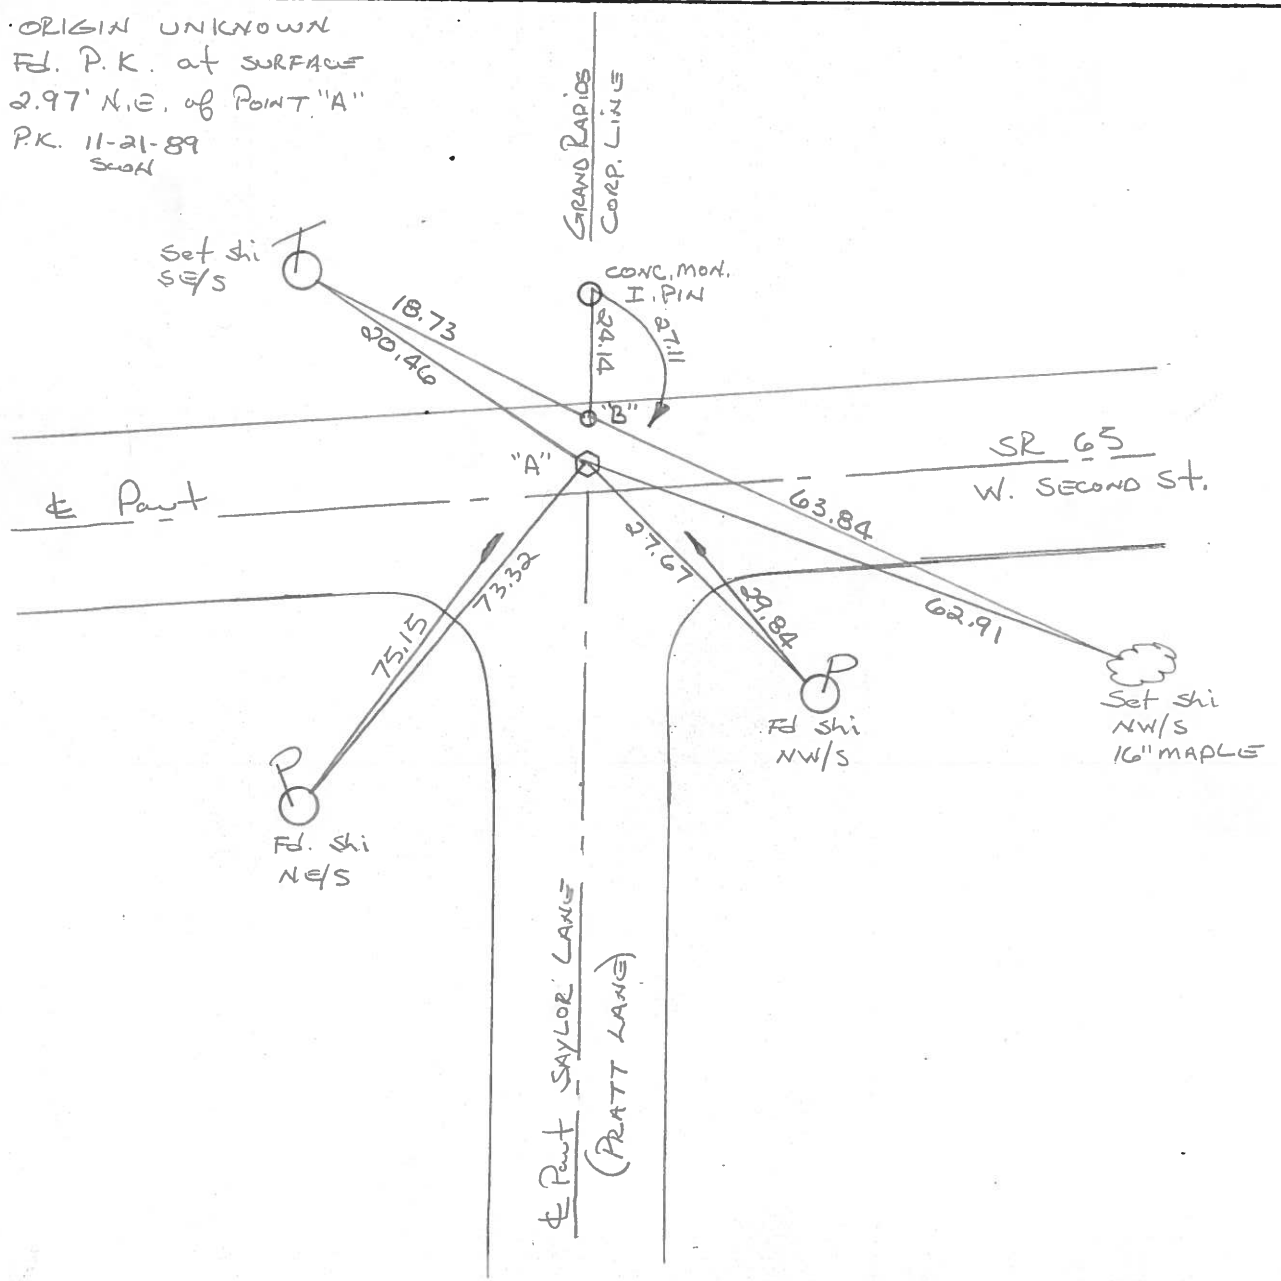 ORIGIN UNKNOWN
Fd. P.K. at SURFACE
2.97' N.E. of POINT "A"
P.K. 11-21-89
GRAND RAPIDS
CORP. LINE
Set Shi
SE/S
CONC. MON.
I. PIN
18.73
20.46
24.14
27.11
"B"
"A"
SR 65
W. SECOND St.
℄ Pavt
63.84
27.67
73.32
75.15
29.84
62.91
Fd Shi
NW/S
Set Shi
NW/S
16" MAPLE
Fd. Shi
NE/S
℄ Pavt SAYLOR LANE
(PRATT LANE)